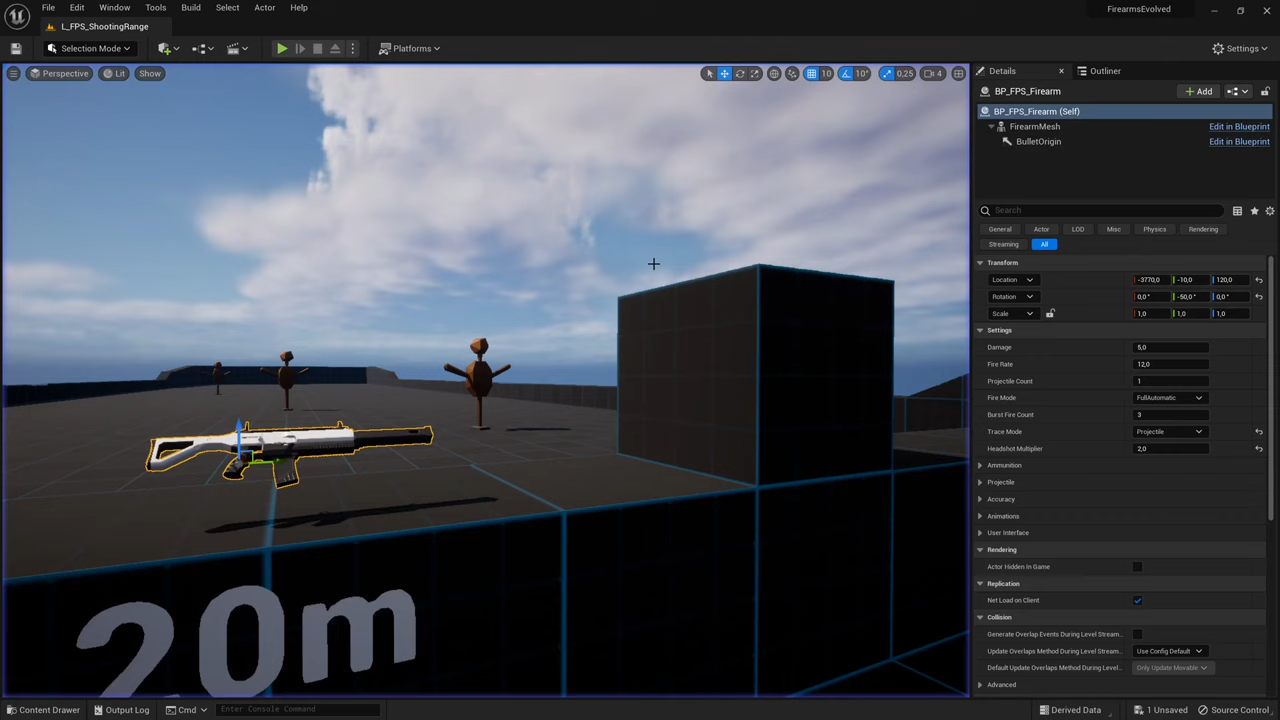 File Edit Window Tools Build Select Actor Help
FirearmsEvolved
L_FPS_ShootingRange
Selection Mode
Platforms
Settings
Perspective Lit Show
10 10° 0,25 4
20m
Details Outliner
BP_FPS_Firearm
Add
BP_FPS_Firearm (Self)
FirearmMesh Edit in Blueprint
BulletOrigin Edit in Blueprint
Search
General Actor LOD Misc Physics Rendering
Streaming All
Transform
Location -3770,0 -10,0 120,0
Rotation 0,0 ° -50,0 ° 0,0 °
Scale 1,0 1,0 1,0
Settings
Damage 5,0
Fire Rate 12,0
Projectile Count 1
Fire Mode FullAutomatic
Burst Fire Count 3
Trace Mode Projectile
Headshot Multiplier 2,0
Ammunition
Projectile
Accuracy
Animations
User Interface
Rendering
Actor Hidden In Game
Replication
Net Load on Client
Collision
Generate Overlap Events During Level Stream...
Update Overlaps Method During Level Stream... Use Config Default
Default Update Overlaps Method During Level... Only Update Movable
Advanced
Content Drawer Output Log Cmd Enter Console Command
Derived Data 1 Unsaved Source Control